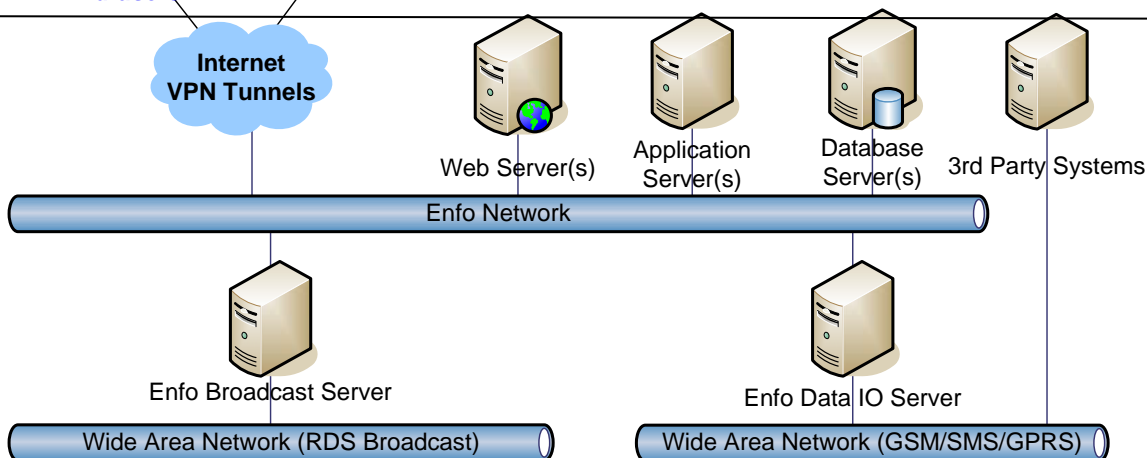 Internet
VPN Tunnels
Web Server(s)
Application
Server(s)
Database
Server(s)
3rd Party Systems
Enfo Network
Enfo Broadcast Server
Enfo Data IO Server
Wide Area Network (RDS Broadcast)
Wide Area Network (GSM/SMS/GPRS)